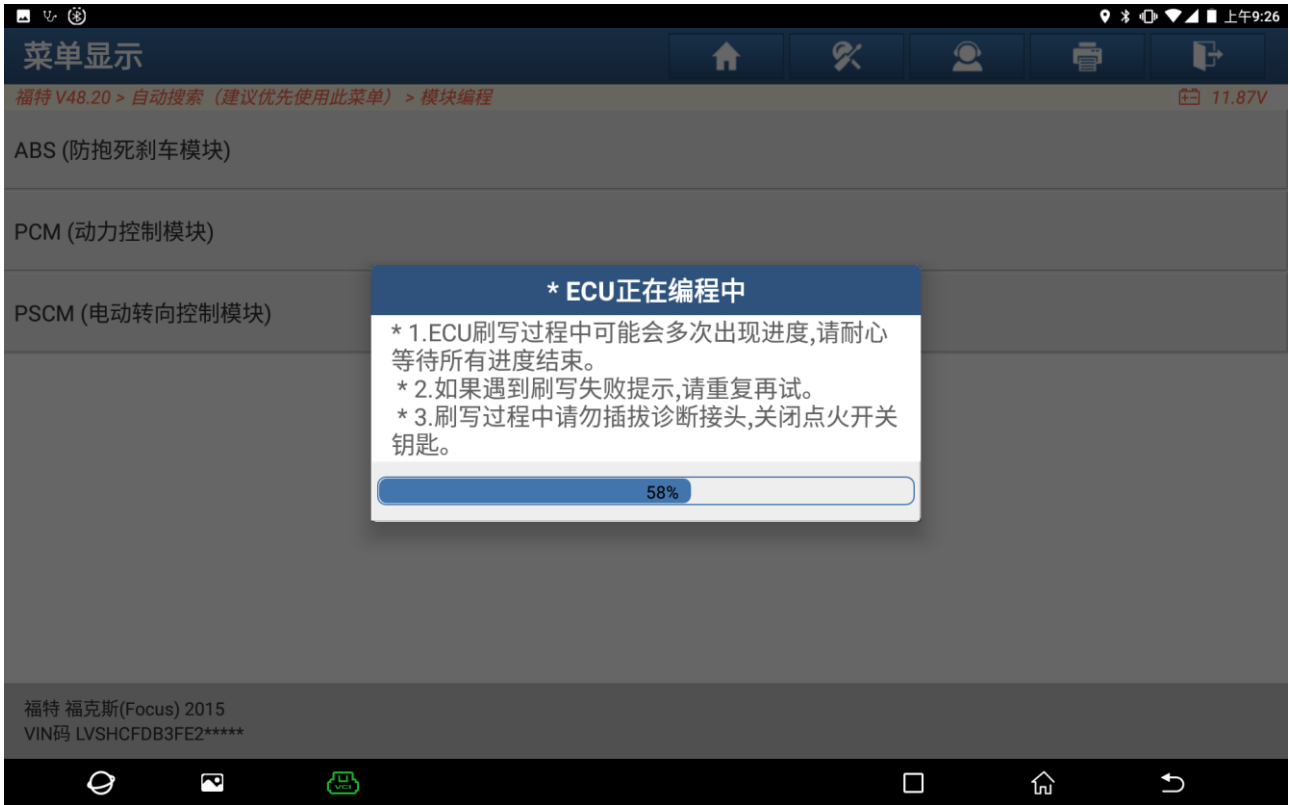 上午9:26
菜单显示
福特 V48.20 > 自动搜索（建议优先使用此菜单） > 模块编程
11.87V
ABS (防抱死刹车模块)
PCM (动力控制模块)
PSCM (电动转向控制模块)
* ECU正在编程中
* 1.ECU刷写过程中可能会多次出现进度,请耐心
等待所有进度结束。
* 2.如果遇到刷写失败提示,请重复再试。
* 3.刷写过程中请勿插拔诊断接头,关闭点火开关
钥匙。
58%
福特 福克斯(Focus) 2015
VIN码 LVSHCFDB3FE2*****
VCI